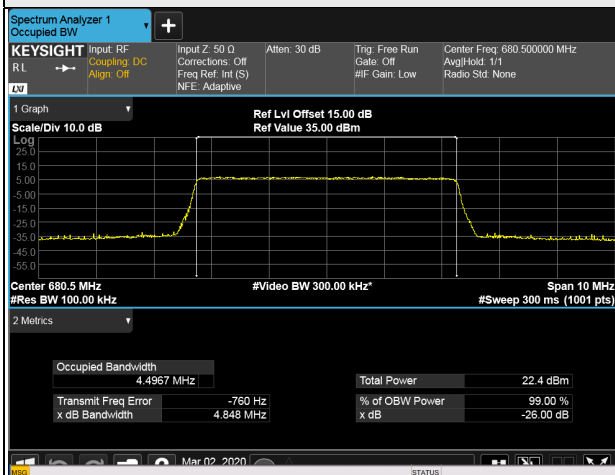 Spectrum Analyzer 1
Occupied BW
+
KEYSIGHT Input: RF Input Z: 50 Ω Atten: 30 dB Trig: Free Run Center Freq: 680.500000 MHz
RL Coupling: DC Corrections: Off Gate: Off Avg|Hold: 1/1
Align: Off Freq Ref: Int (S) #IF Gain: Low Radio Std: None
LXI NFE: Adaptive
1 Graph
Ref Lvl Offset 15.00 dB
Scale/Div 10.0 dB Ref Value 35.00 dBm
Log
25.0
15.0
5.00
-5.00
-15.0
-25.0
-35.0
-45.0
-55.0
Center 680.5 MHz #Video BW 300.00 kHz* Span 10 MHz
#Res BW 100.00 kHz #Sweep 300 ms (1001 pts)
2 Metrics
Occupied Bandwidth
4.4967 MHz Total Power 22.4 dBm
Transmit Freq Error -760 Hz % of OBW Power 99.00 %
x dB Bandwidth 4.848 MHz x dB -26.00 dB
Mar 02, 2020
MSG STATUS